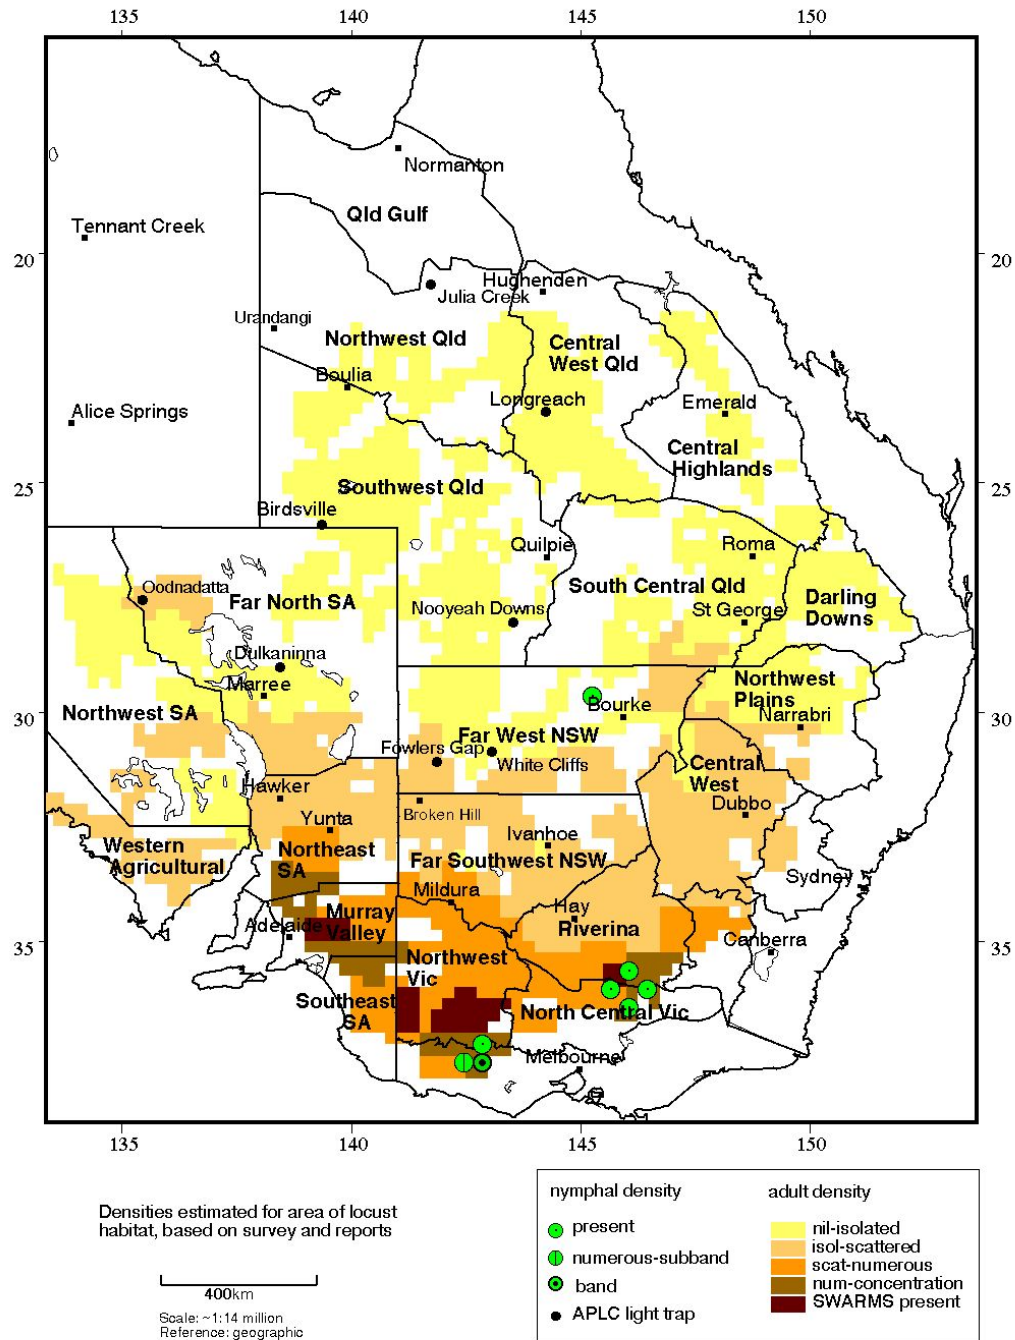 135 140 145 150
Normanton
Qld Gulf
Tennant Creek
20 20
Hughenden
Julia Creek
Urandangi
Northwest Qld
Central
West Qld
Boulia
Longreach
Emerald
Alice Springs
Central
Highlands
25 25
Southwest Qld
Birdsville
Quilpie
Roma
Oodnadatta
South Central Qld
Far North SA
Nooyeah Downs
St George
Darling
Downs
Dulkaninna
Marree
Northwest
Plains
30 30
Northwest SA
Bourke
Narrabri
Far West NSW
Fowlers Gap
White Cliffs
Central
West
Hawker
Dubbo
Broken Hill
Yunta
Ivanhoe
Western
Agricultural
Northeast
SA
Far Southwest NSW
Sydney
Mildura
Hay
Murray
Valley
Adelaide
Riverina
35 35
Canberra
Northwest
Vic
Southeast
SA
North Central Vic
Melbourne
135 140 145 150
Densities estimated for area of locust
habitat, based on survey and reports
400km
Scale: ~1:14 million
Reference: geographic
nymphal density
present
numerous-subband
band
APLC light trap
adult density
nil-isolated
isol-scattered
scat-numerous
num-concentration
SWARMS present